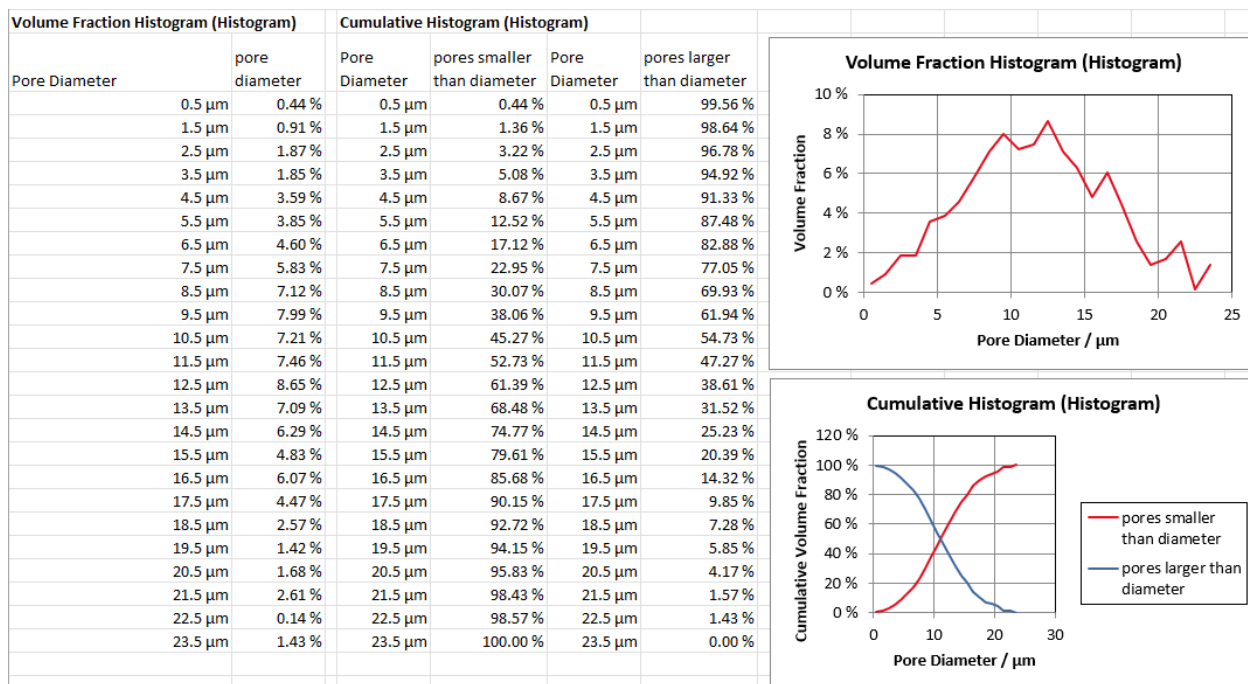 Volume Fraction Histogram (Histogram) Cumulative Histogram (Histogram)
pore Pore pores smaller Pore pores larger
Pore Diameter diameter Diameter than diameter Diameter than diameter
0.5 µm 0.44 % 0.5 µm 0.44 % 0.5 µm 99.56 %
1.5 µm 0.91 % 1.5 µm 1.36 % 1.5 µm 98.64 %
2.5 µm 1.87 % 2.5 µm 3.22 % 2.5 µm 96.78 %
3.5 µm 1.85 % 3.5 µm 5.08 % 3.5 µm 94.92 %
4.5 µm 3.59 % 4.5 µm 8.67 % 4.5 µm 91.33 %
5.5 µm 3.85 % 5.5 µm 12.52 % 5.5 µm 87.48 %
6.5 µm 4.60 % 6.5 µm 17.12 % 6.5 µm 82.88 %
7.5 µm 5.83 % 7.5 µm 22.95 % 7.5 µm 77.05 %
8.5 µm 7.12 % 8.5 µm 30.07 % 8.5 µm 69.93 %
9.5 µm 7.99 % 9.5 µm 38.06 % 9.5 µm 61.94 %
10.5 µm 7.21 % 10.5 µm 45.27 % 10.5 µm 54.73 %
11.5 µm 7.46 % 11.5 µm 52.73 % 11.5 µm 47.27 %
12.5 µm 8.65 % 12.5 µm 61.39 % 12.5 µm 38.61 %
13.5 µm 7.09 % 13.5 µm 68.48 % 13.5 µm 31.52 %
14.5 µm 6.29 % 14.5 µm 74.77 % 14.5 µm 25.23 %
15.5 µm 4.83 % 15.5 µm 79.61 % 15.5 µm 20.39 %
16.5 µm 6.07 % 16.5 µm 85.68 % 16.5 µm 14.32 %
17.5 µm 4.47 % 17.5 µm 90.15 % 17.5 µm 9.85 %
18.5 µm 2.57 % 18.5 µm 92.72 % 18.5 µm 7.28 %
19.5 µm 1.42 % 19.5 µm 94.15 % 19.5 µm 5.85 %
20.5 µm 1.68 % 20.5 µm 95.83 % 20.5 µm 4.17 %
21.5 µm 2.61 % 21.5 µm 98.43 % 21.5 µm 1.57 %
22.5 µm 0.14 % 22.5 µm 98.57 % 22.5 µm 1.43 %
23.5 µm 1.43 % 23.5 µm 100.00 % 23.5 µm 0.00 %
Volume Fraction Histogram (Histogram)
Volume Fraction
10 %
8 %
6 %
4 %
2 %
0 %
0 5 10 15 20 25
Pore Diameter / µm
Cumulative Histogram (Histogram)
Cumulative Volume Fraction
120 %
100 %
80 %
60 %
40 %
20 %
0 %
0 10 20 30
Pore Diameter / µm
pores smaller
than diameter
pores larger than
diameter